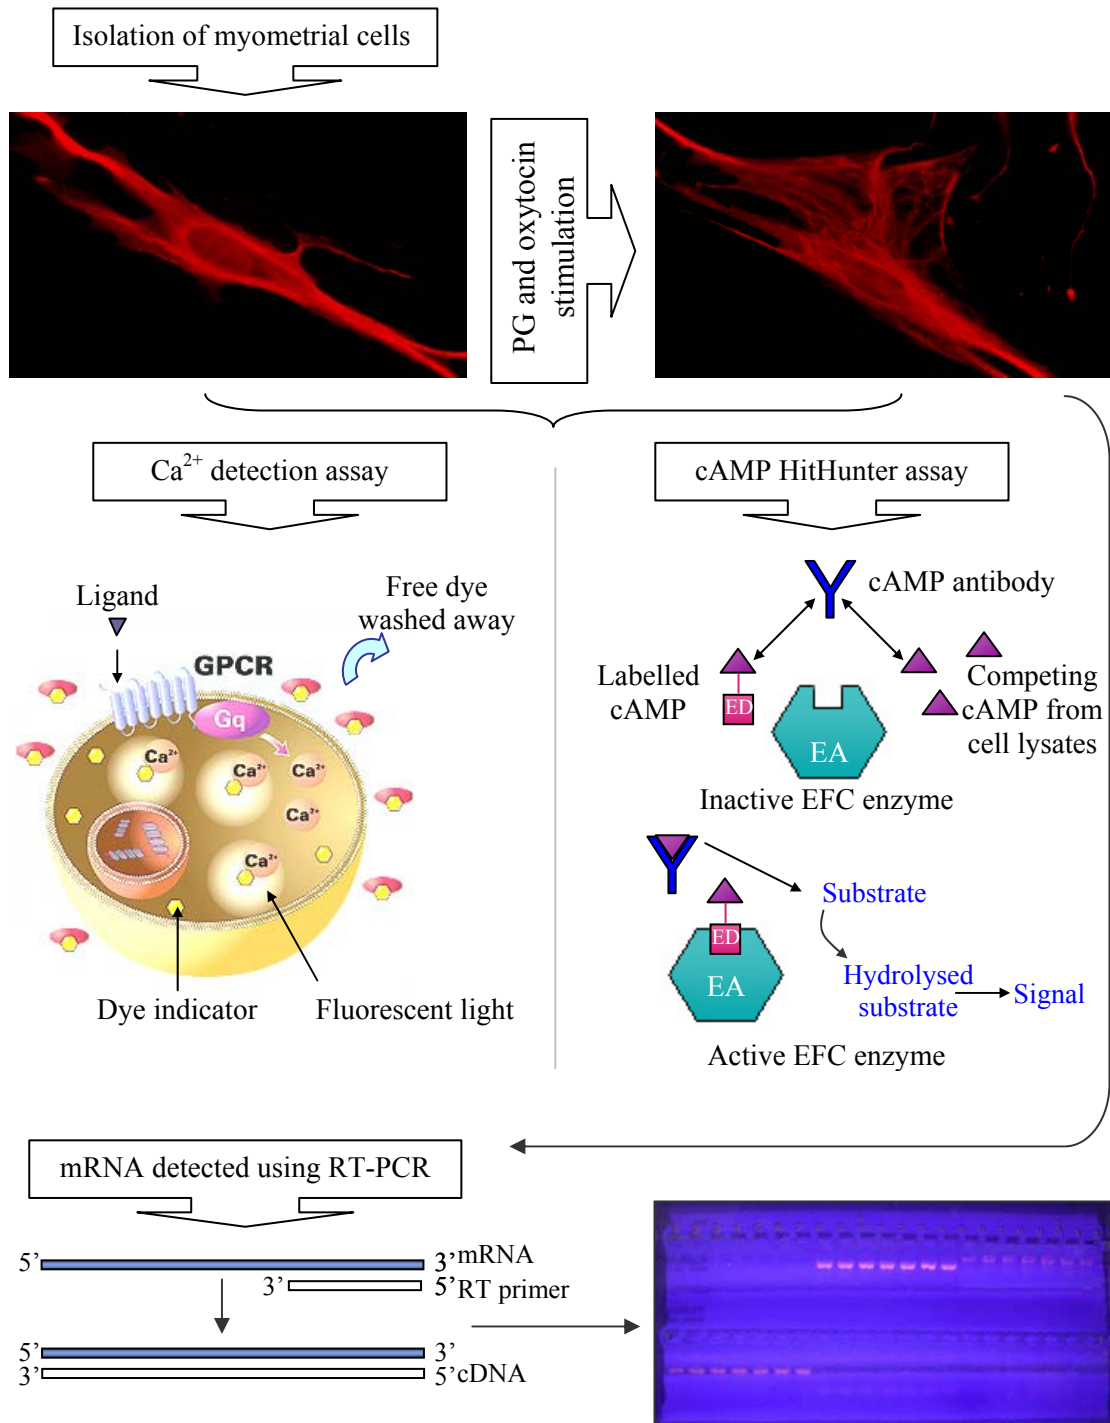 Isolation of myometrial cells
PG and oxytocin
stimulation
Ca²⁺ detection assay
cAMP HitHunter assay
Ligand
Free dye
washed away
GPCR
Gq
Ca²⁺
Ca²⁺
Ca²⁺
Ca²⁺
Ca²⁺
Dye indicator
Fluorescent light
cAMP antibody
Labelled
cAMP
ED
EA
Competing
cAMP from
cell lysates
Inactive EFC enzyme
Substrate
ED
EA
Hydrolysed
substrate
Signal
Active EFC enzyme
mRNA detected using RT-PCR
5’ 3’ mRNA
3’ 5’ RT primer
5’ 3’
3’ 5’ cDNA